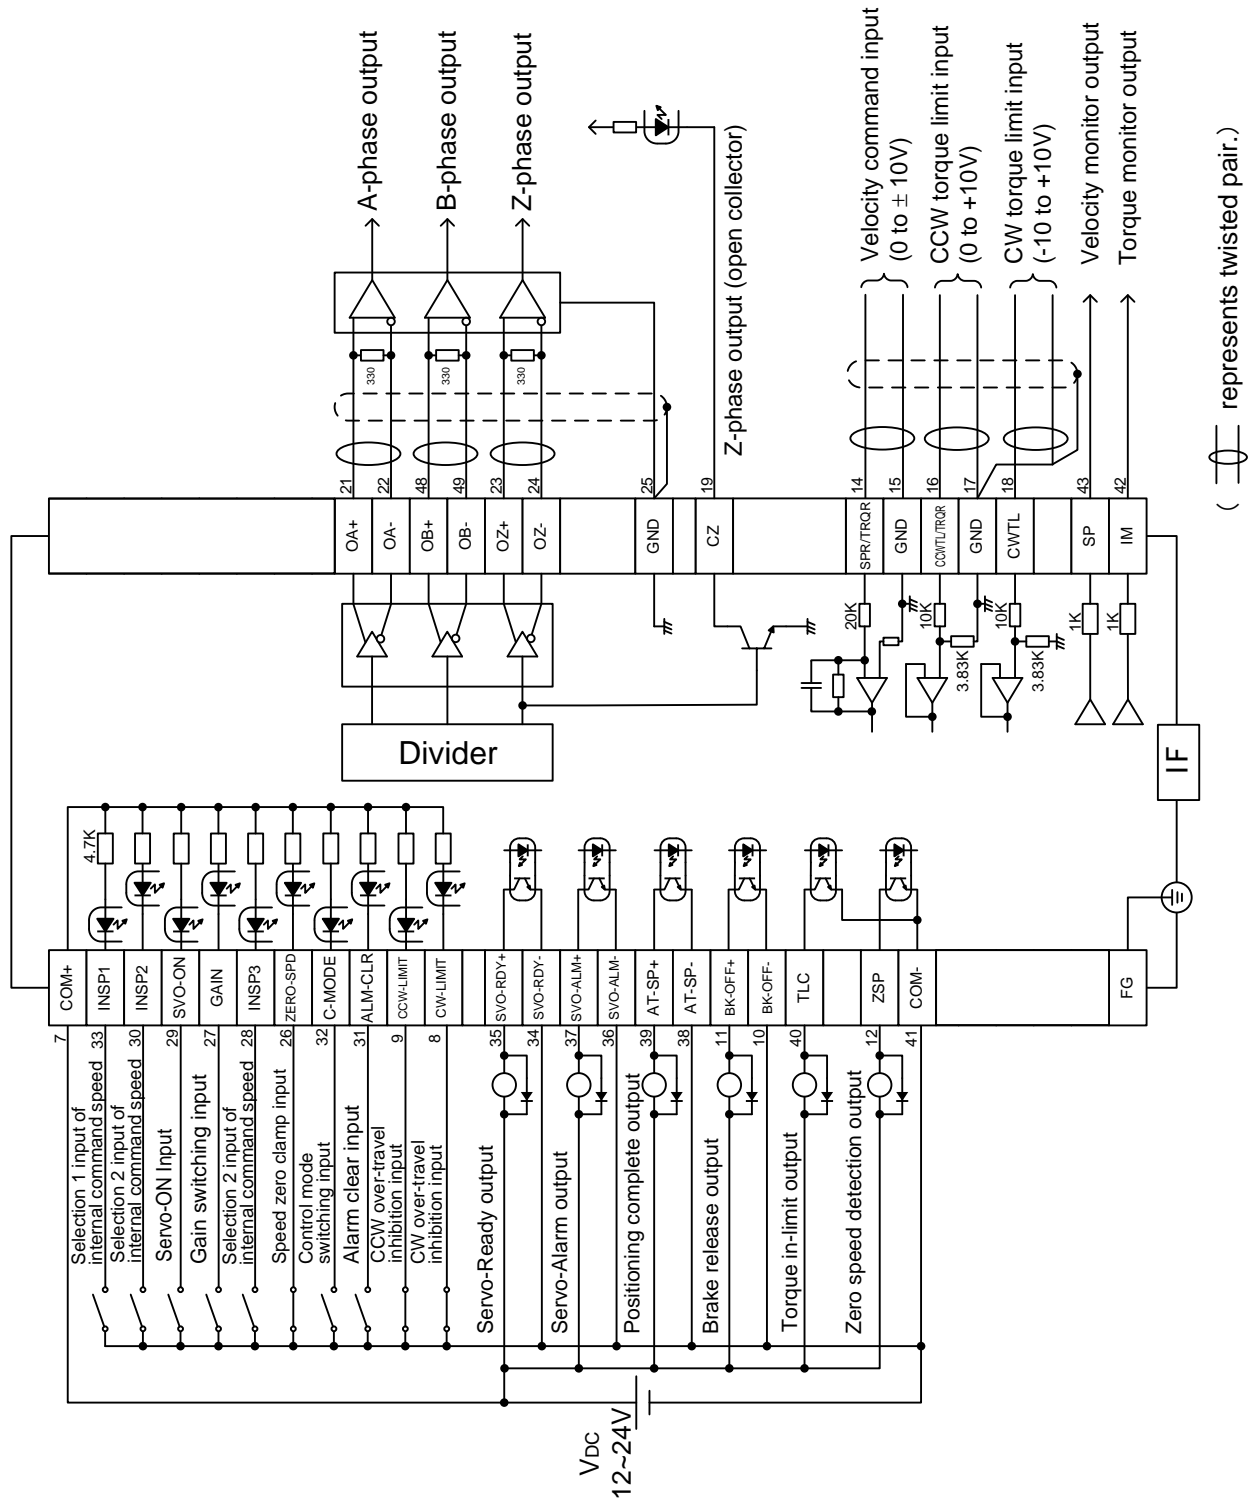 VDC
12~24V
7
COM+
Selection 1 input of
internal command speed
33
INSP1
4.7K
Selection 2 input of
internal command speed
30
INSP2
Servo-ON Input
29
SVO-ON
Gain switching input
27
GAIN
Selection 2 input of
internal command speed
28
INSP3
Speed zero clamp input
26
ZERO-SPD
Control mode
switching input
32
C-MODE
Alarm clear input
31
ALM-CLR
CCW over-travel
inhibition input
9
CCW-LIMIT
CW over-travel
inhibition input
8
CW-LIMIT
Servo-Ready output
35
SVO-RDY+
34
SVO-RDY-
Servo-Alarm output
37
SVO-ALM+
36
SVO-ALM-
Positioning complete output
39
AT-SP+
38
AT-SP-
Brake release output
11
BK-OFF+
10
BK-OFF-
Torque in-limit output
40
TLC
Zero speed detection output
12
ZSP
41
COM-
FG
IF
Divider
OA+
21
330
A-phase output
OA-
22
OB+
48
330
B-phase output
OB-
49
OZ+
23
330
Z-phase output
OZ-
24
GND
25
CZ
19
Z-phase output (open collector)
20K
SPR/TRQR
14
Velocity command input
(0 to ± 10V)
GND
15
10K
CCWTL/TRQR
16
CCW torque limit input
(0 to +10V)
3.83K
GND
17
10K
CWTL
18
CW torque limit input
(-10 to +10V)
3.83K
1K
SP
43
Velocity monitor output
1K
IM
42
Torque monitor output
( represents twisted pair. )